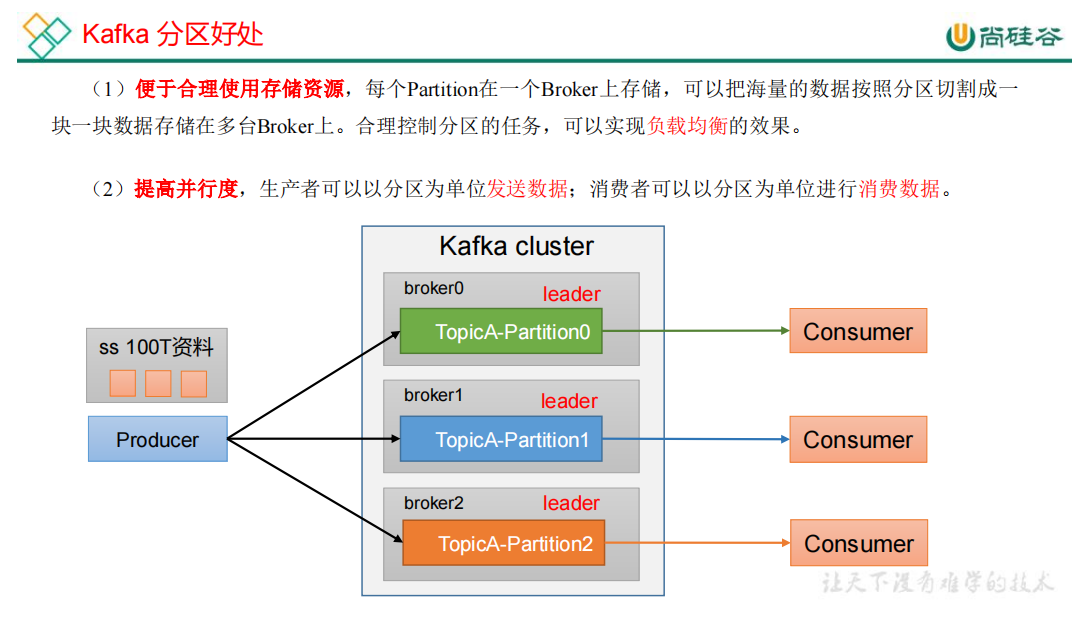 Kafka 分区好处
尚硅谷
（1）便于合理使用存储资源，每个Partition在一个Broker上存储，可以把海量的数据按照分区切割成一
块一块数据存储在多台Broker上。合理控制分区的任务，可以实现负载均衡的效果。
（2）提高并行度，生产者可以以分区为单位发送数据；消费者可以以分区为单位进行消费数据。
Kafka cluster
broker0
leader
TopicA-Partition0
Consumer
ss 100T资料
Producer
broker1
leader
TopicA-Partition1
Consumer
broker2
leader
TopicA-Partition2
Consumer
让天下没有难学的技术